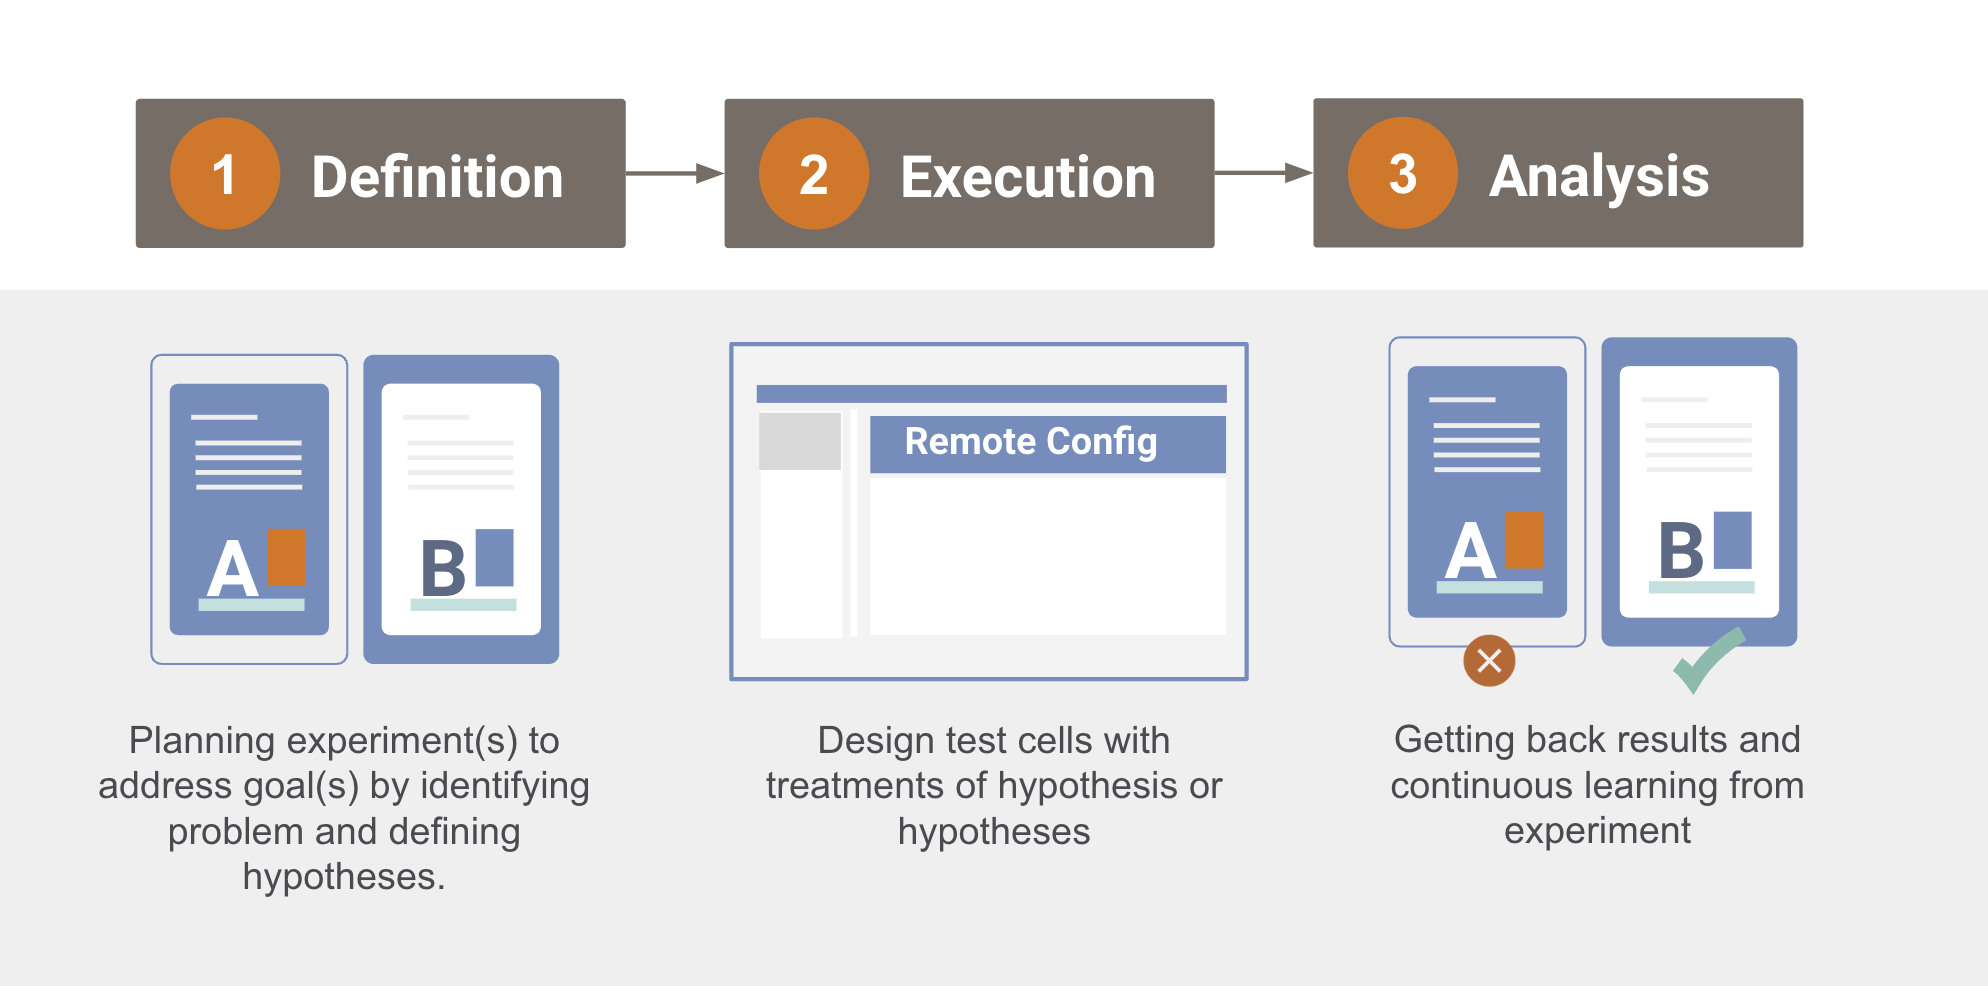 1 Definition
2 Execution
3 Analysis
A
B
Planning experiment(s) to
address goal(s) by identifying
problem and defining
hypotheses.
Remote Config
Design test cells with
treatments of hypothesis or
hypotheses
A
B
Getting back results and
continuous learning from
experiment